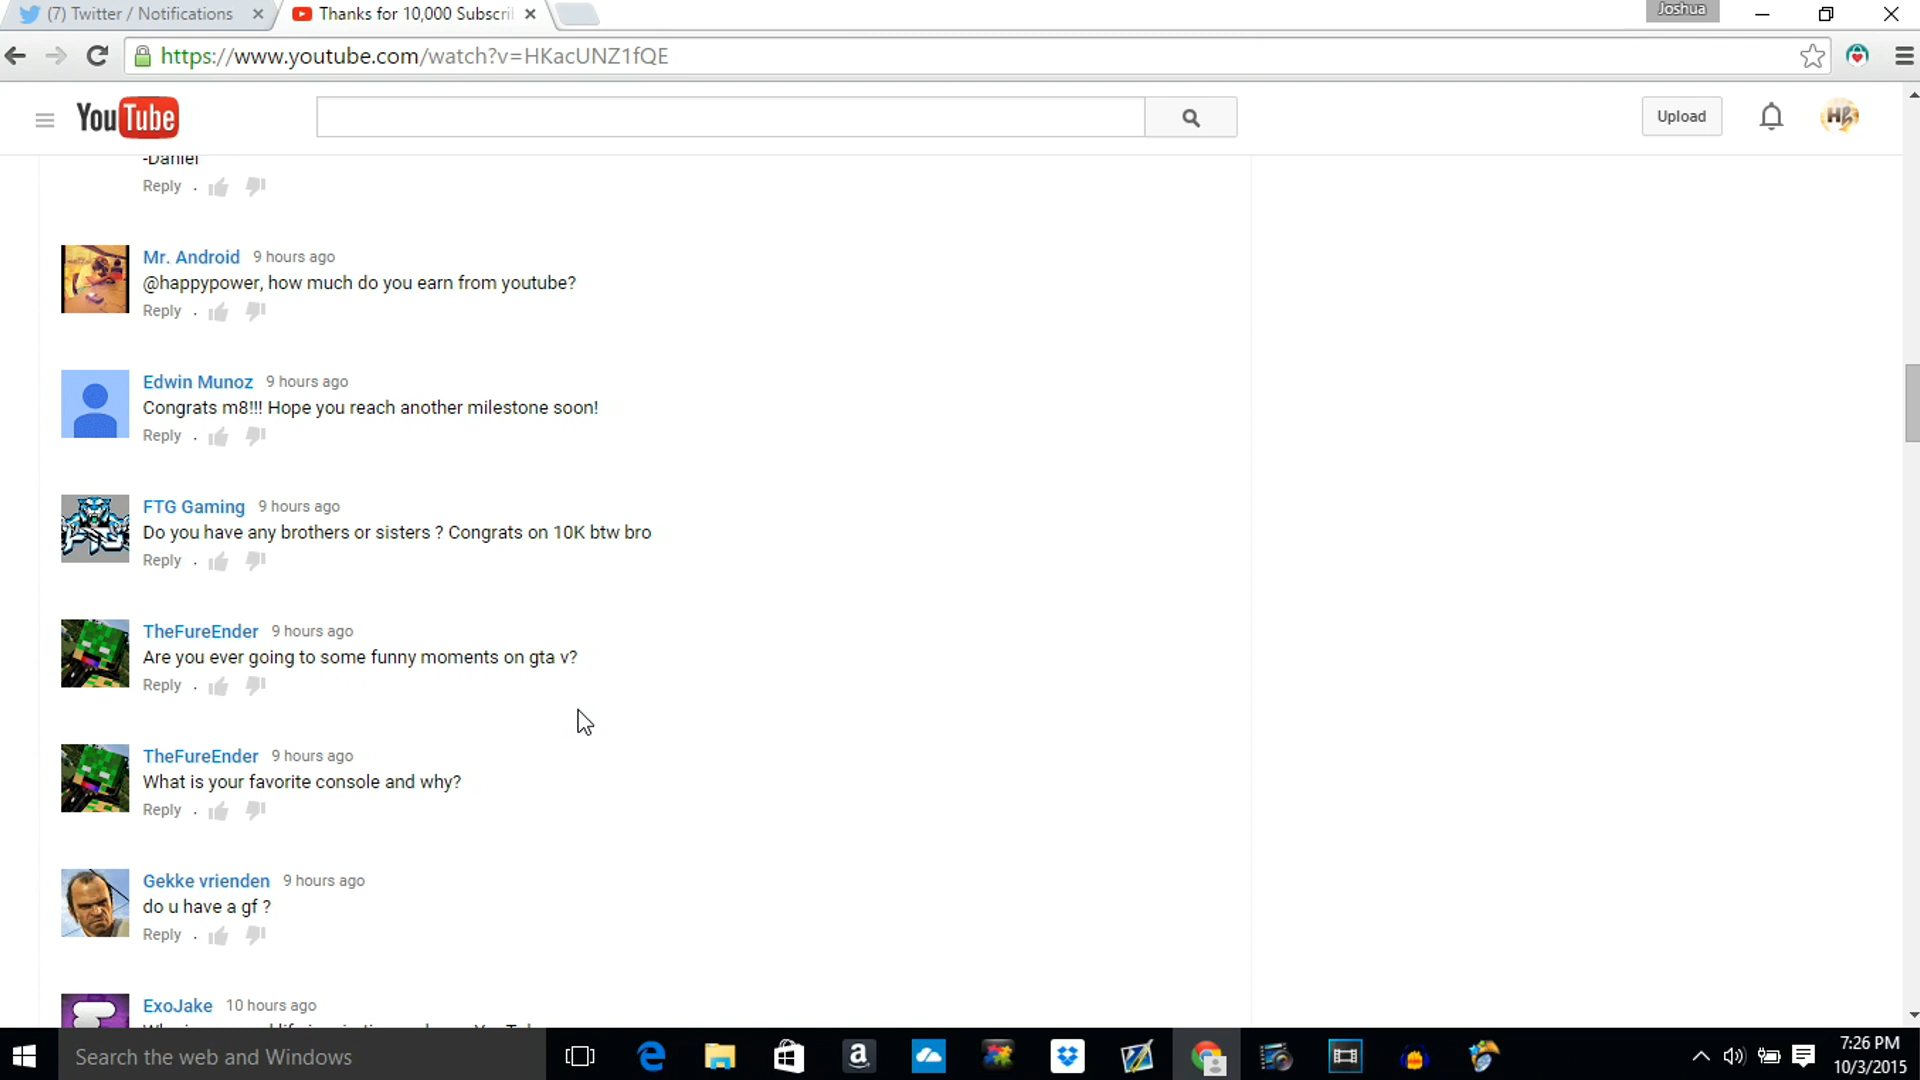 (7) Twitter / Notifications
Thanks for 10,000 Subscri
Joshua
https://www.youtube.com/watch?v=HKacUNZ1fQE
YouTube
Upload
HB
-Daniel
Reply .
Mr. Android 9 hours ago
@happypower, how much do you earn from youtube?
Reply .
Edwin Munoz 9 hours ago
Congrats m8!!! Hope you reach another milestone soon!
Reply .
FTG Gaming 9 hours ago
FTG
Do you have any brothers or sisters ? Congrats on 10K btw bro
Reply .
TheFureEnder 9 hours ago
Are you ever going to some funny moments on gta v?
Reply .
TheFureEnder 9 hours ago
What is your favorite console and why?
Reply .
Gekke vrienden 9 hours ago
do u have a gf ?
Reply .
ExoJake 10 hours ago
Search the web and Windows
7:26 PM
10/3/2015